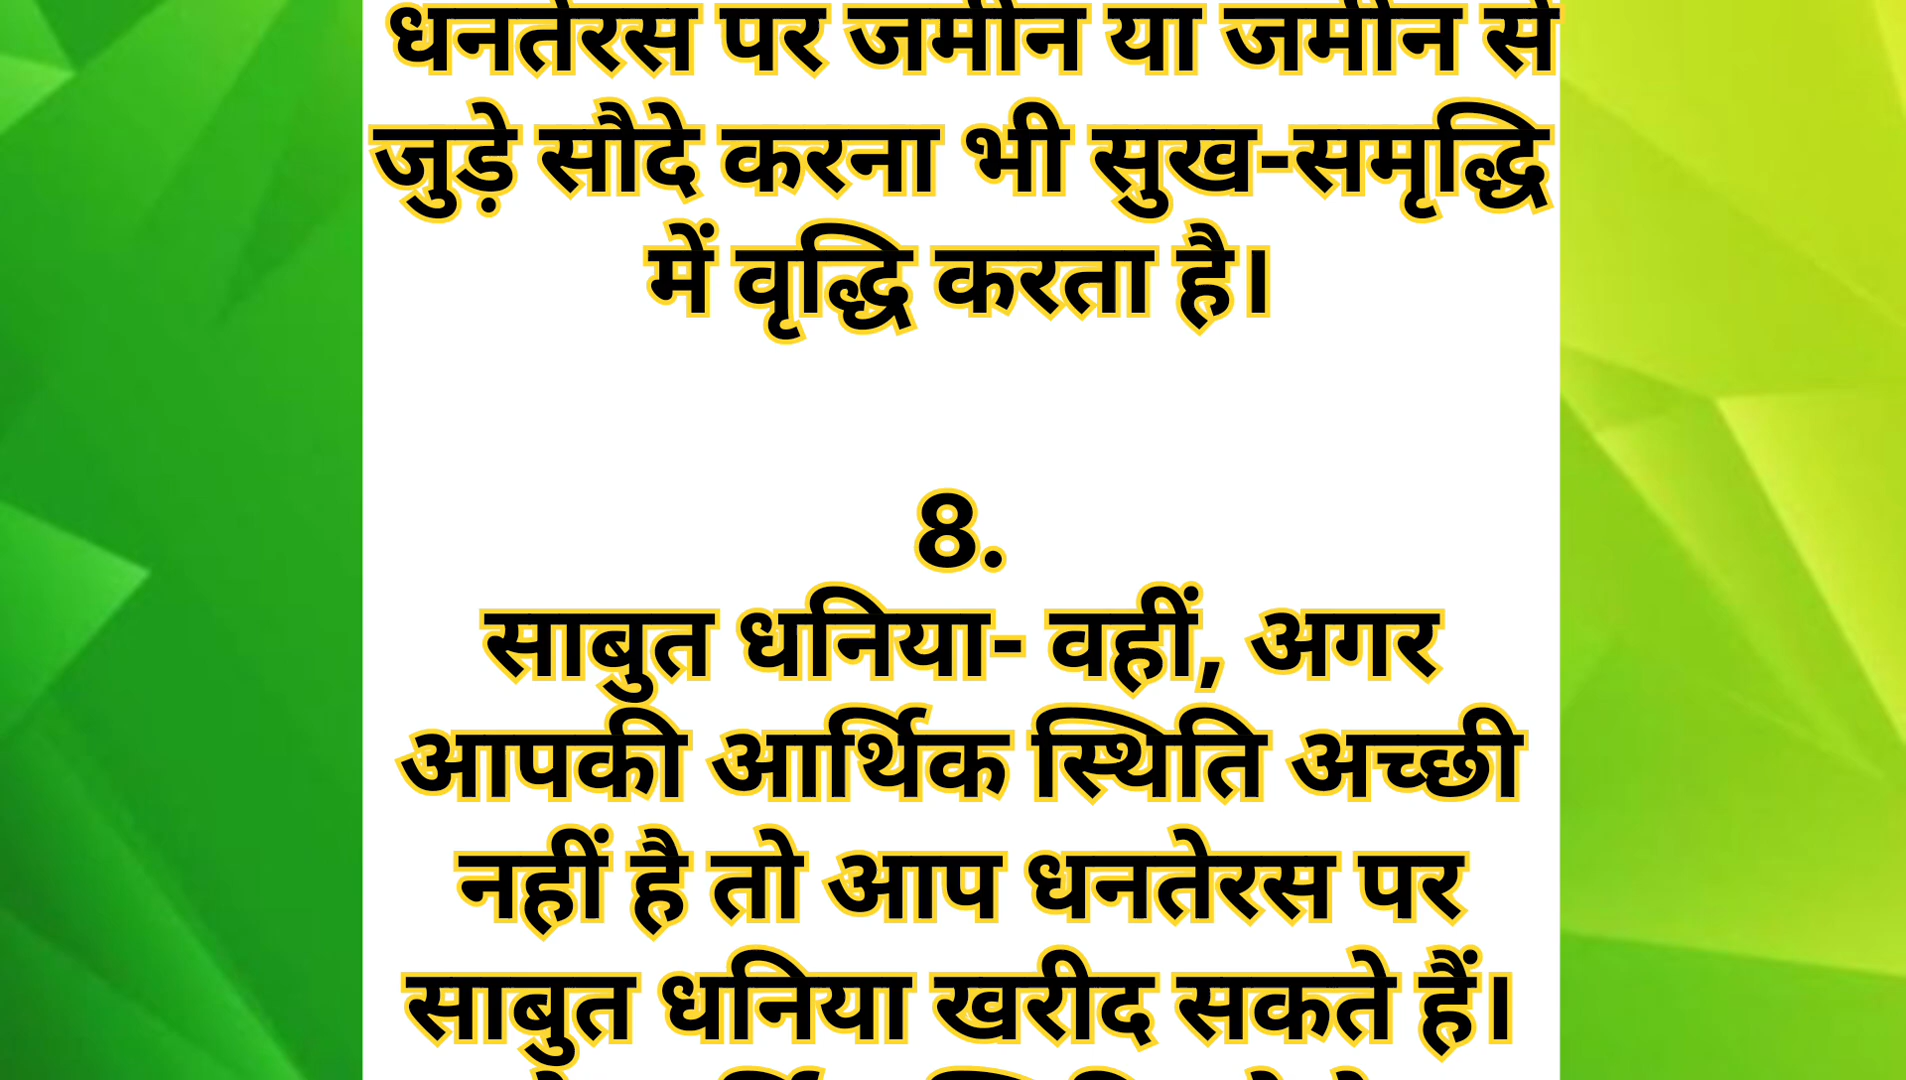 धनतेरस पर जमीन या जमीन से
जुड़े सौदे करना भी सुख-समृद्धि
में वृद्धि करता है।
8.
साबुत धनिया- वहीं, अगर
आपकी आर्थिक स्थिति अच्छी
नहीं है तो आप धनतेरस पर
साबुत धनिया खरीद सकते हैं।